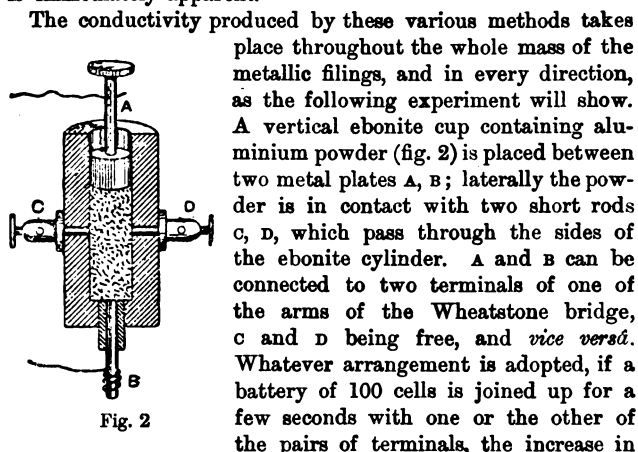 The conductivity produced by these various methods takes
place throughout the whole mass of the
metallic filings, and in every direction,
as the following experiment will show.
A vertical ebonite cup containing alu-
minium powder (fig. 2) is placed between
two metal plates A, B; laterally the pow-
der is in contact with two short rods
C, D, which pass through the sides of
the ebonite cylinder. A and B can be
connected to two terminals of one of
the arms of the Wheatstone bridge,
C and D being free, and vice versâ.
Whatever arrangement is adopted, if a
battery of 100 cells is joined up for a
few seconds with one or the other of
the pairs of terminals, the increase in
A
C
D
B
Fig. 2